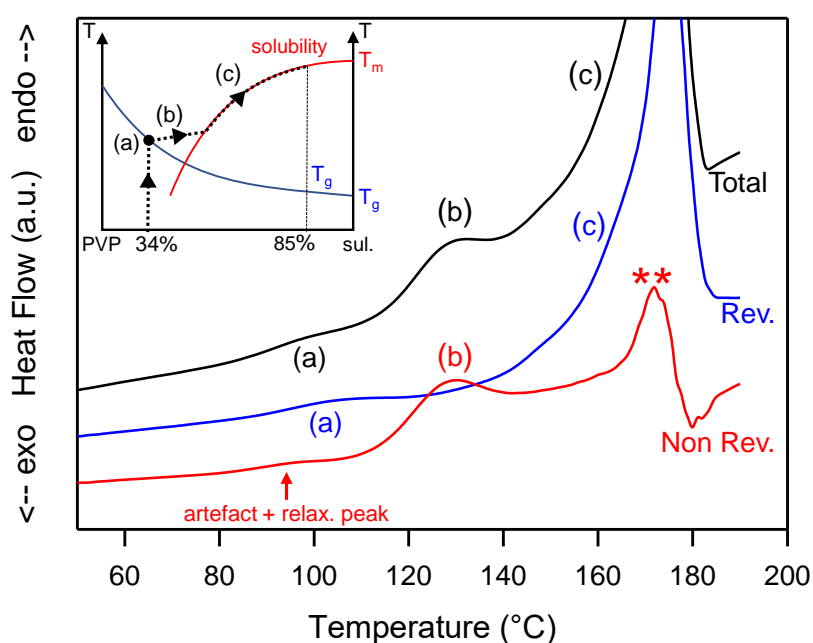 T
T
solubility
Tm
(c)
(b)
(a)
Tg
Tg
PVP
34%
85%
sul.
(c)
Total
(b)
(c)
**
(a)
Rev.
(b)
(a)
Non Rev.
artefact + relax. peak
<-- exo Heat Flow (a.u.) endo -->
60 80 100 120 140 160 180 200
Temperature (°C)